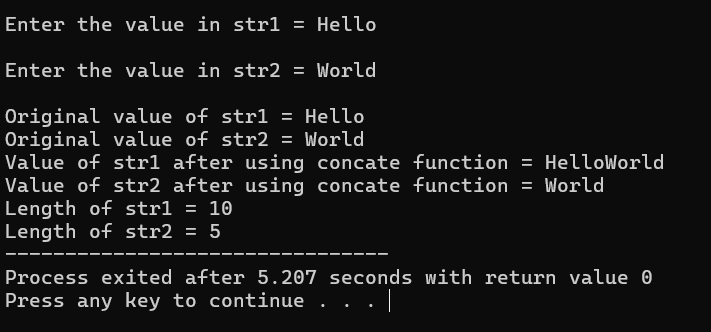 Enter the value in str1 = Hello
Enter the value in str2 = World
Original value of str1 = Hello
Original value of str2 = World
Value of str1 after using concate function = HelloWorld
Value of str2 after using concate function = World
Length of str1 = 10
Length of str2 = 5
--------------------------------
Process exited after 5.207 seconds with return value 0
Press any key to continue . . .